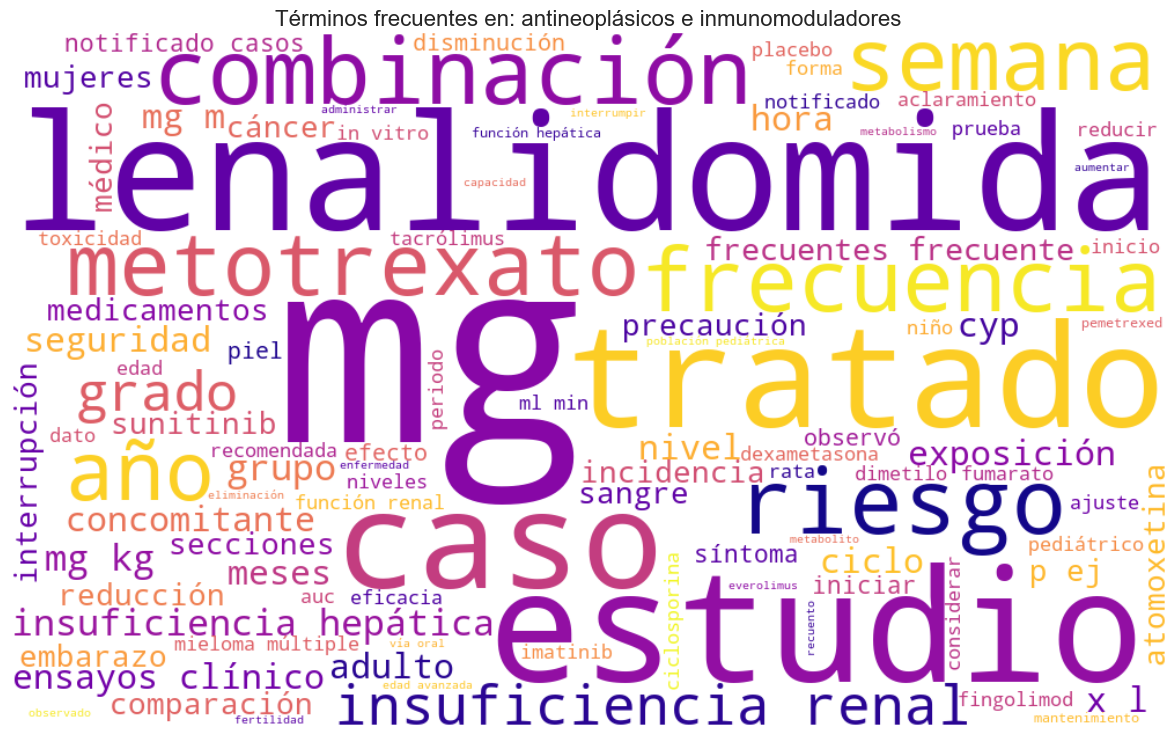 Términos frecuentes en: antineoplásicos e inmunomoduladores
notificado casos
combinación
disminución
placebo
semana
mujeres
forma
administrar
interrumpir
notificado
aclaramiento
médico
mg m
cáncer
in vitro
función hepática
hora
metabolismo
prueba
reducir
lenalidomida
capacidad
aumentar
toxicidad
tacrólimus
frecuentes
frecuente
inicio
metotrexato
frecuencia
medicamentos
mg
precaución
niño
cyp
pemetrexed
seguridad
piel
población pediátrica
tratado
edad
periodo
ml min
grado
interrupción
sunitinib
dato
recomendada
efecto
nivel
dexametasona
observó
exposición
año
grupo
enfermedad
niveles
incidencia
rata
dimetilo fumarato
eliminación
función renal
sangre
riesgo
ajuste
atomoxetina
concomitante
caso
metabolito
pediátrico
mg kg
secciones
síntoma
ciclo
p ej
meses
ciclosporina
everolimus
iniciar
considerar
reducción
auc
eficacia
estudio
recuento
insuficiencia hepática
mieloma múltiple
vía oral
imatinib
embarazo
adulto
edad avanzada
ensayos clínico
comparación
insuficiencia renal
fingolimod
x l
observado
fertilidad
mantenimiento